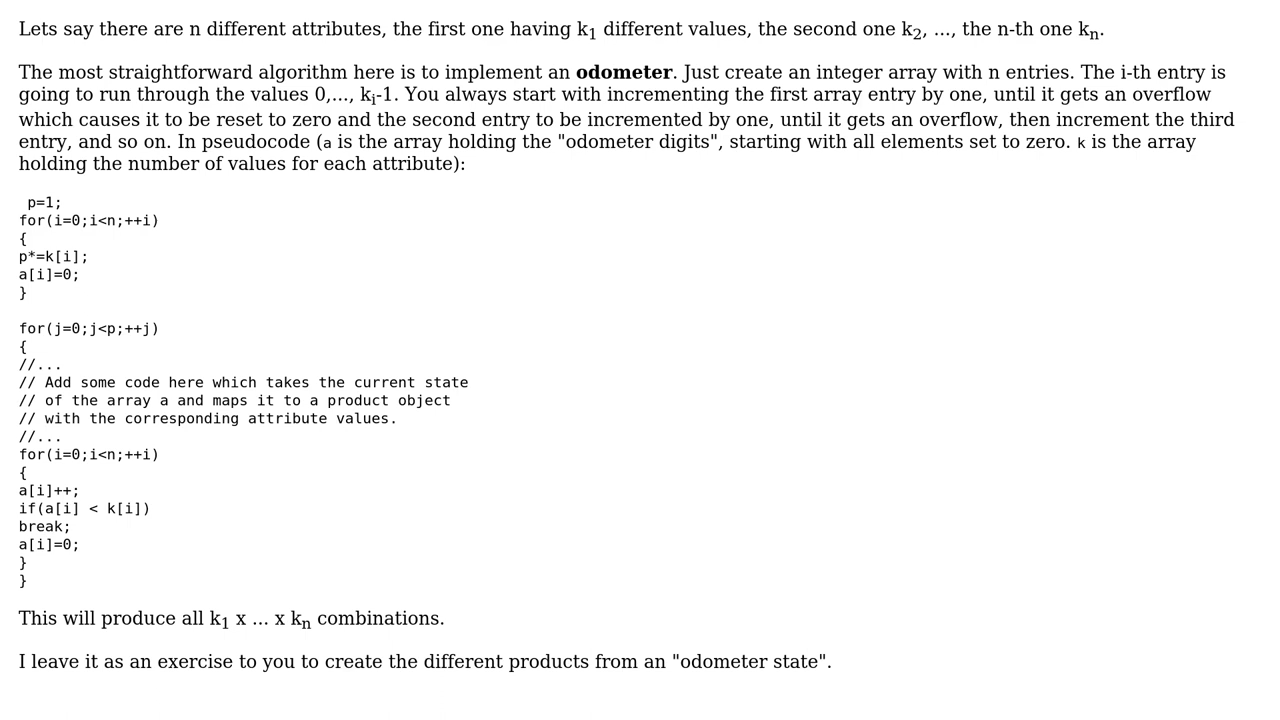 Lets say there are n different attributes, the first one having k₁ different values, the second one k₂, ..., the n-th one kₙ.
The most straightforward algorithm here is to implement an odometer. Just create an integer array with n entries. The i-th entry is
going to run through the values 0,..., kᵢ-1. You always start with incrementing the first array entry by one, until it gets an overflow
which causes it to be reset to zero and the second entry to be incremented by one, until it gets an overflow, then increment the third
entry, and so on. In pseudocode (a is the array holding the "odometer digits", starting with all elements set to zero. k is the array
holding the number of values for each attribute):
p=1;
for(i=0;i<n;++i)
{
p*=k[i];
a[i]=0;
}
for(j=0;j<p;++j)
{
//...
// Add some code here which takes the current state
// of the array a and maps it to a product object
// with the corresponding attribute values.
//...
for(i=0;i<n;++i)
{
a[i]++;
if(a[i] < k[i])
break;
a[i]=0;
}
}
This will produce all k₁ x ... x kₙ combinations.
I leave it as an exercise to you to create the different products from an "odometer state".